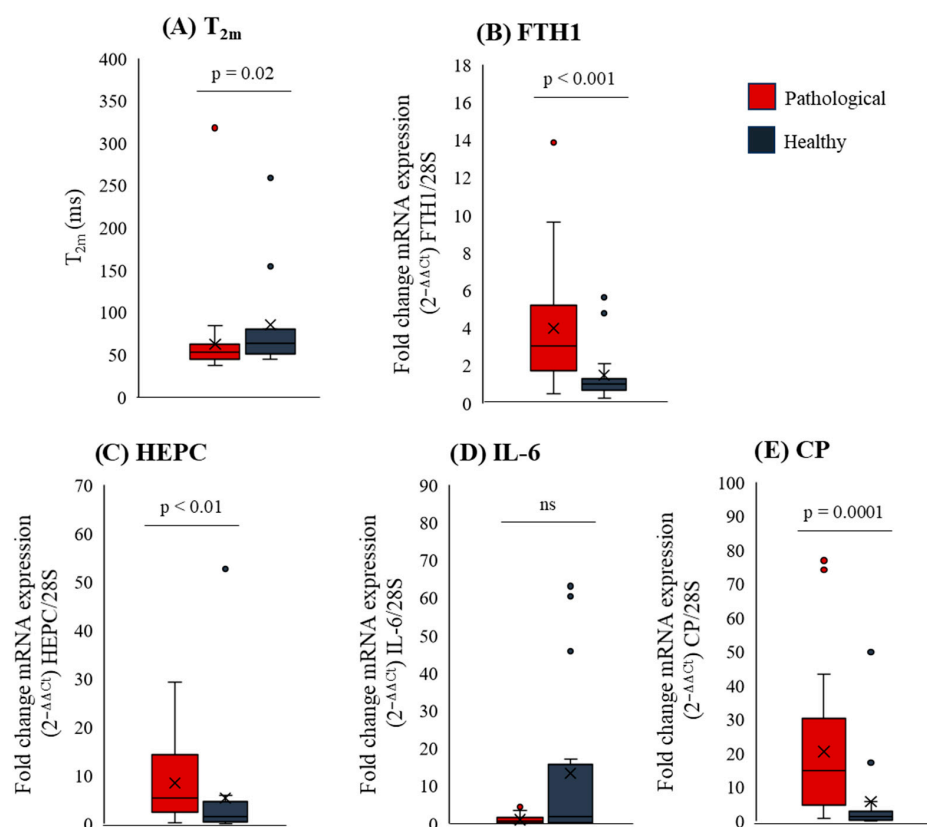 (A) T2m
p = 0.02
T2m (ms)
400
350
300
250
200
150
100
50
0
(B) FTH1
p < 0.001
Fold change mRNA expression
(2−ΔΔCt) FTH1/28S
18
16
14
12
10
8
6
4
2
0
Pathological
Healthy
(C) HEPC
p < 0.01
Fold change mRNA expression
(2−ΔΔCt) HEPC/28S
70
60
50
40
30
20
10
0
(D) IL-6
ns
Fold change mRNA expression
(2−ΔΔCt) IL-6/28S
90
80
70
60
50
40
30
20
10
0
(E) CP
p = 0.0001
Fold change mRNA expression
(2−ΔΔCt) CP/28S
100
90
80
70
60
50
40
30
20
10
0